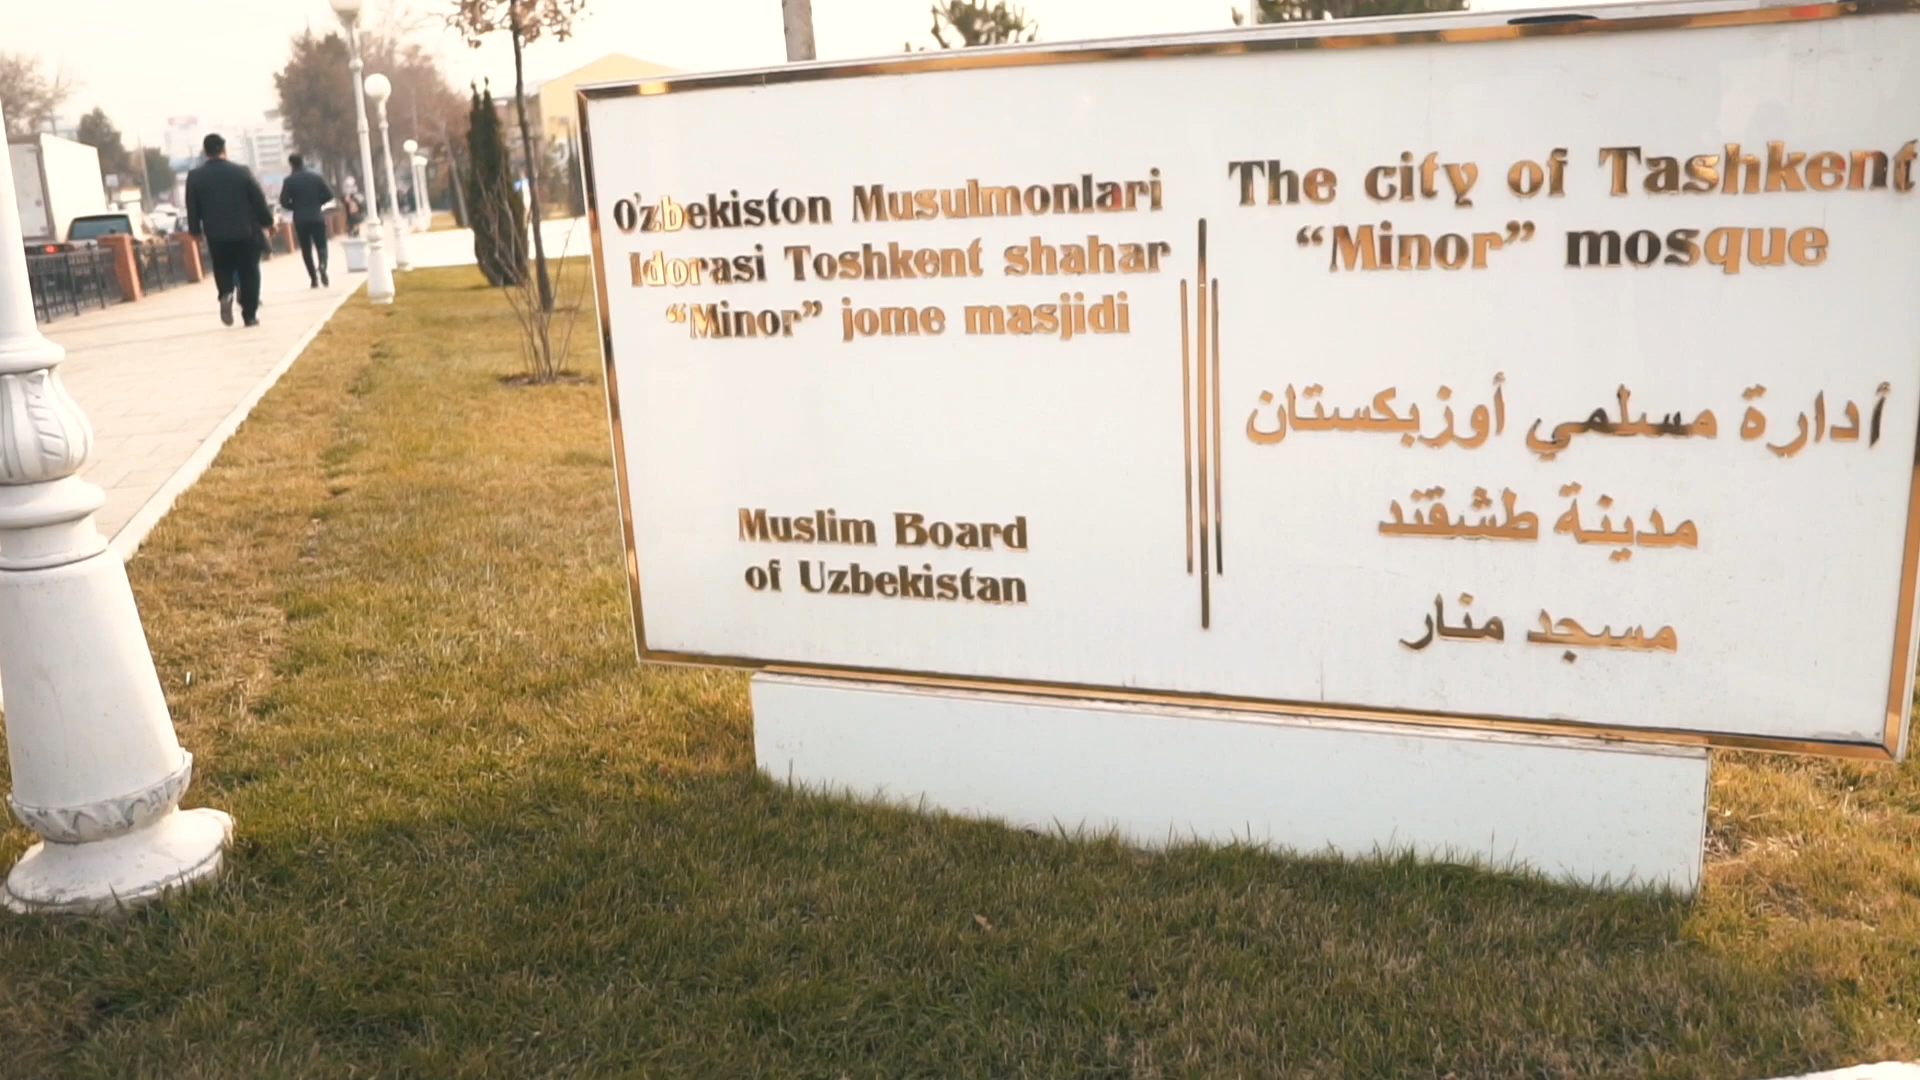 O'zbekiston Musulmonlari
Idorasi Toshkent shahar
“Minor” jome masjidi
Muslim Board
of Uzbekistan
The city of Tashkent
“Minor” mosque
أدارة مسلمي أوزبكستان
مدينة طشقند
مسجد منار